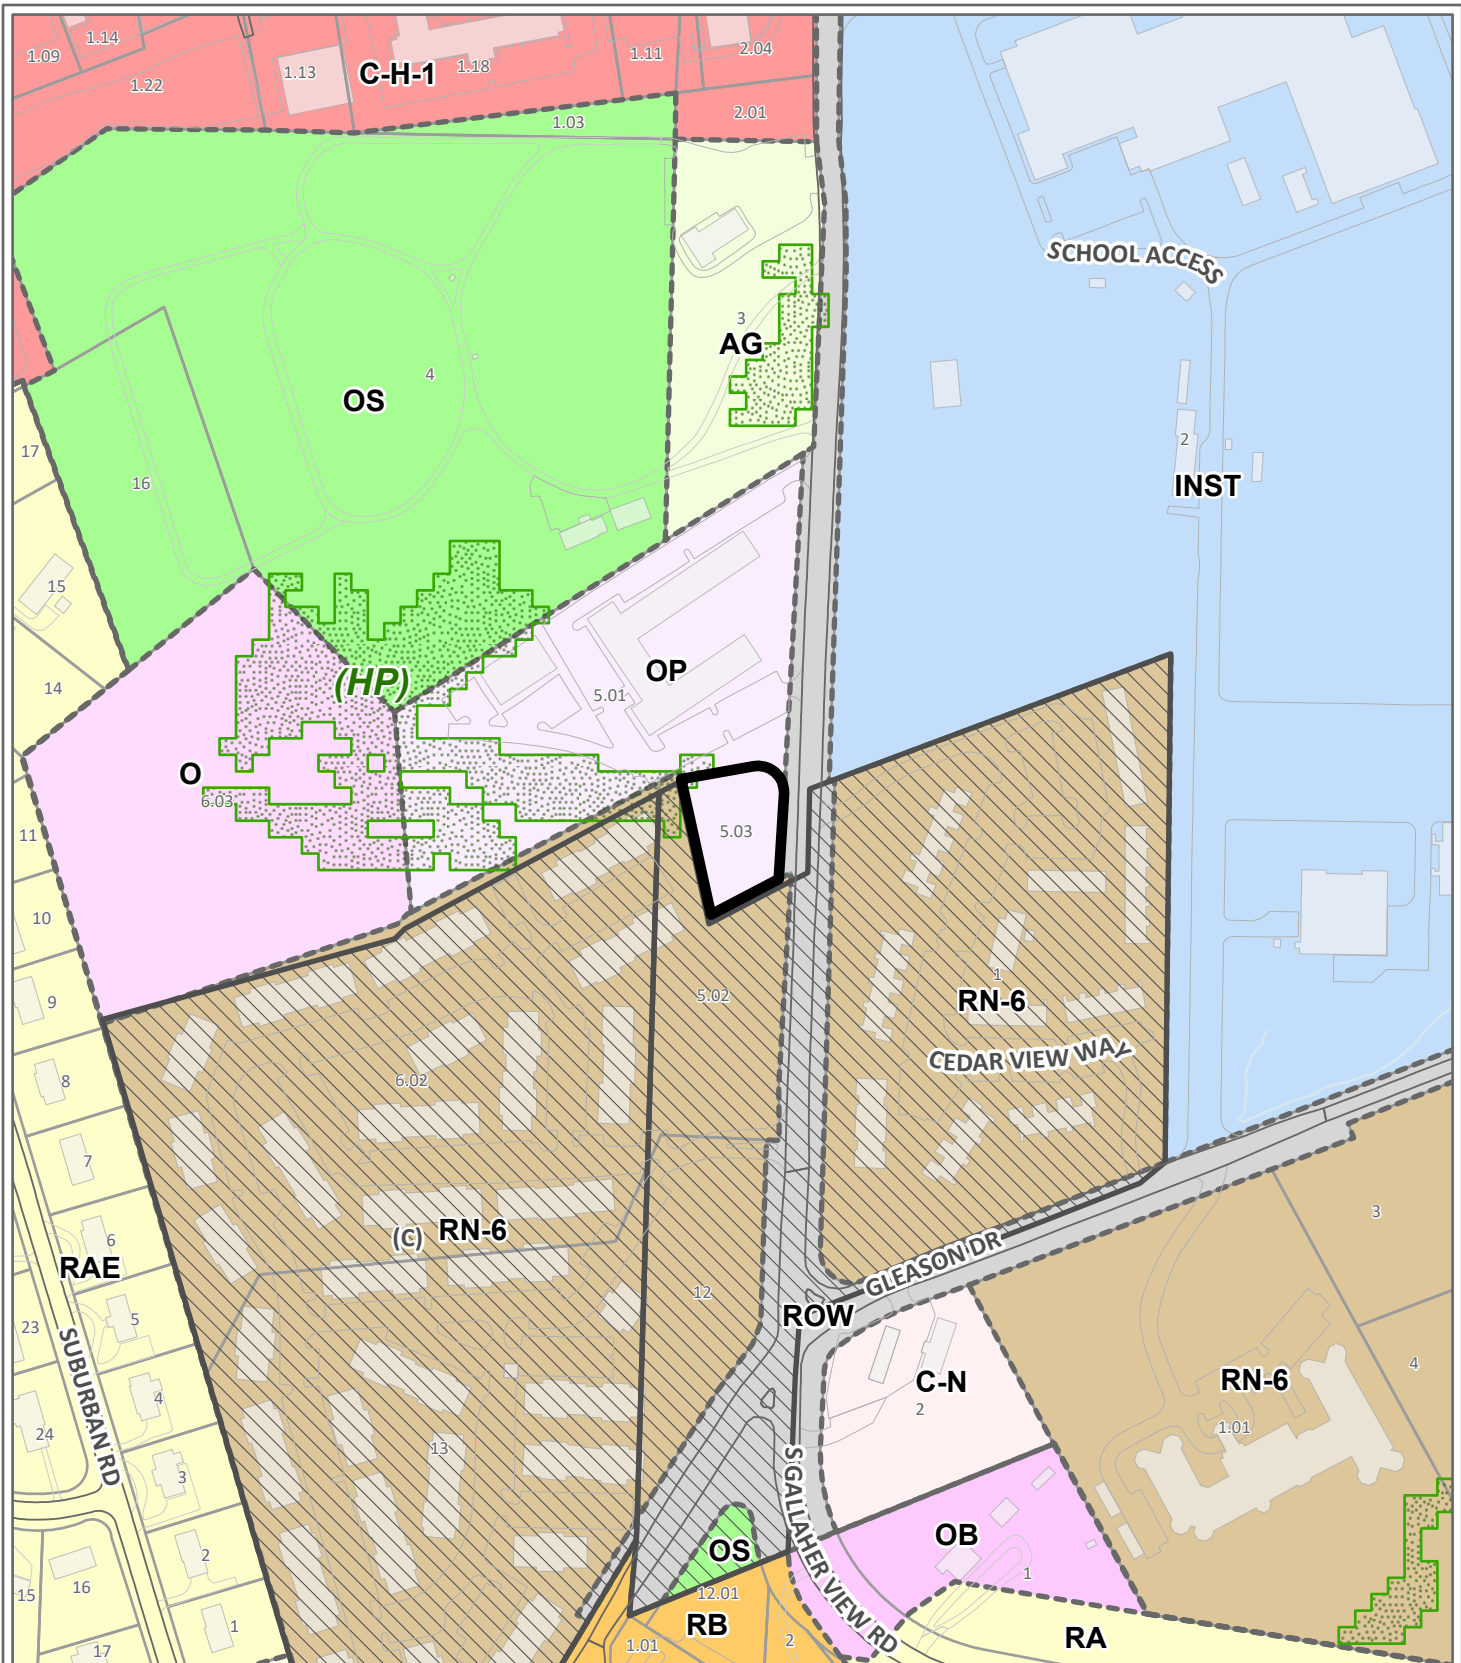 1.09
1.14
1.22
1.13
C-H-1
1.18
1.11
2.04
2.01
1.03
SCHOOL ACCESS
3
AG
4
OS
17
16
2
INST
15
14
(HP)
OP
5.01
O
6.03
5.03
11
10
9
5.02
1
RN-6
CEDAR VIEW WAY
8
6.02
7
6
RAE
(C)
RN-6
3
GLEASON DR
12
ROW
23
5
SUBURBAN RD
4
C-N
2
RN-6
4
1.01
24
13
3
S GALLAHER VIEW RD
2
OS
OB
1
15
16
12.01
RB
1
1.01
2
RA
17